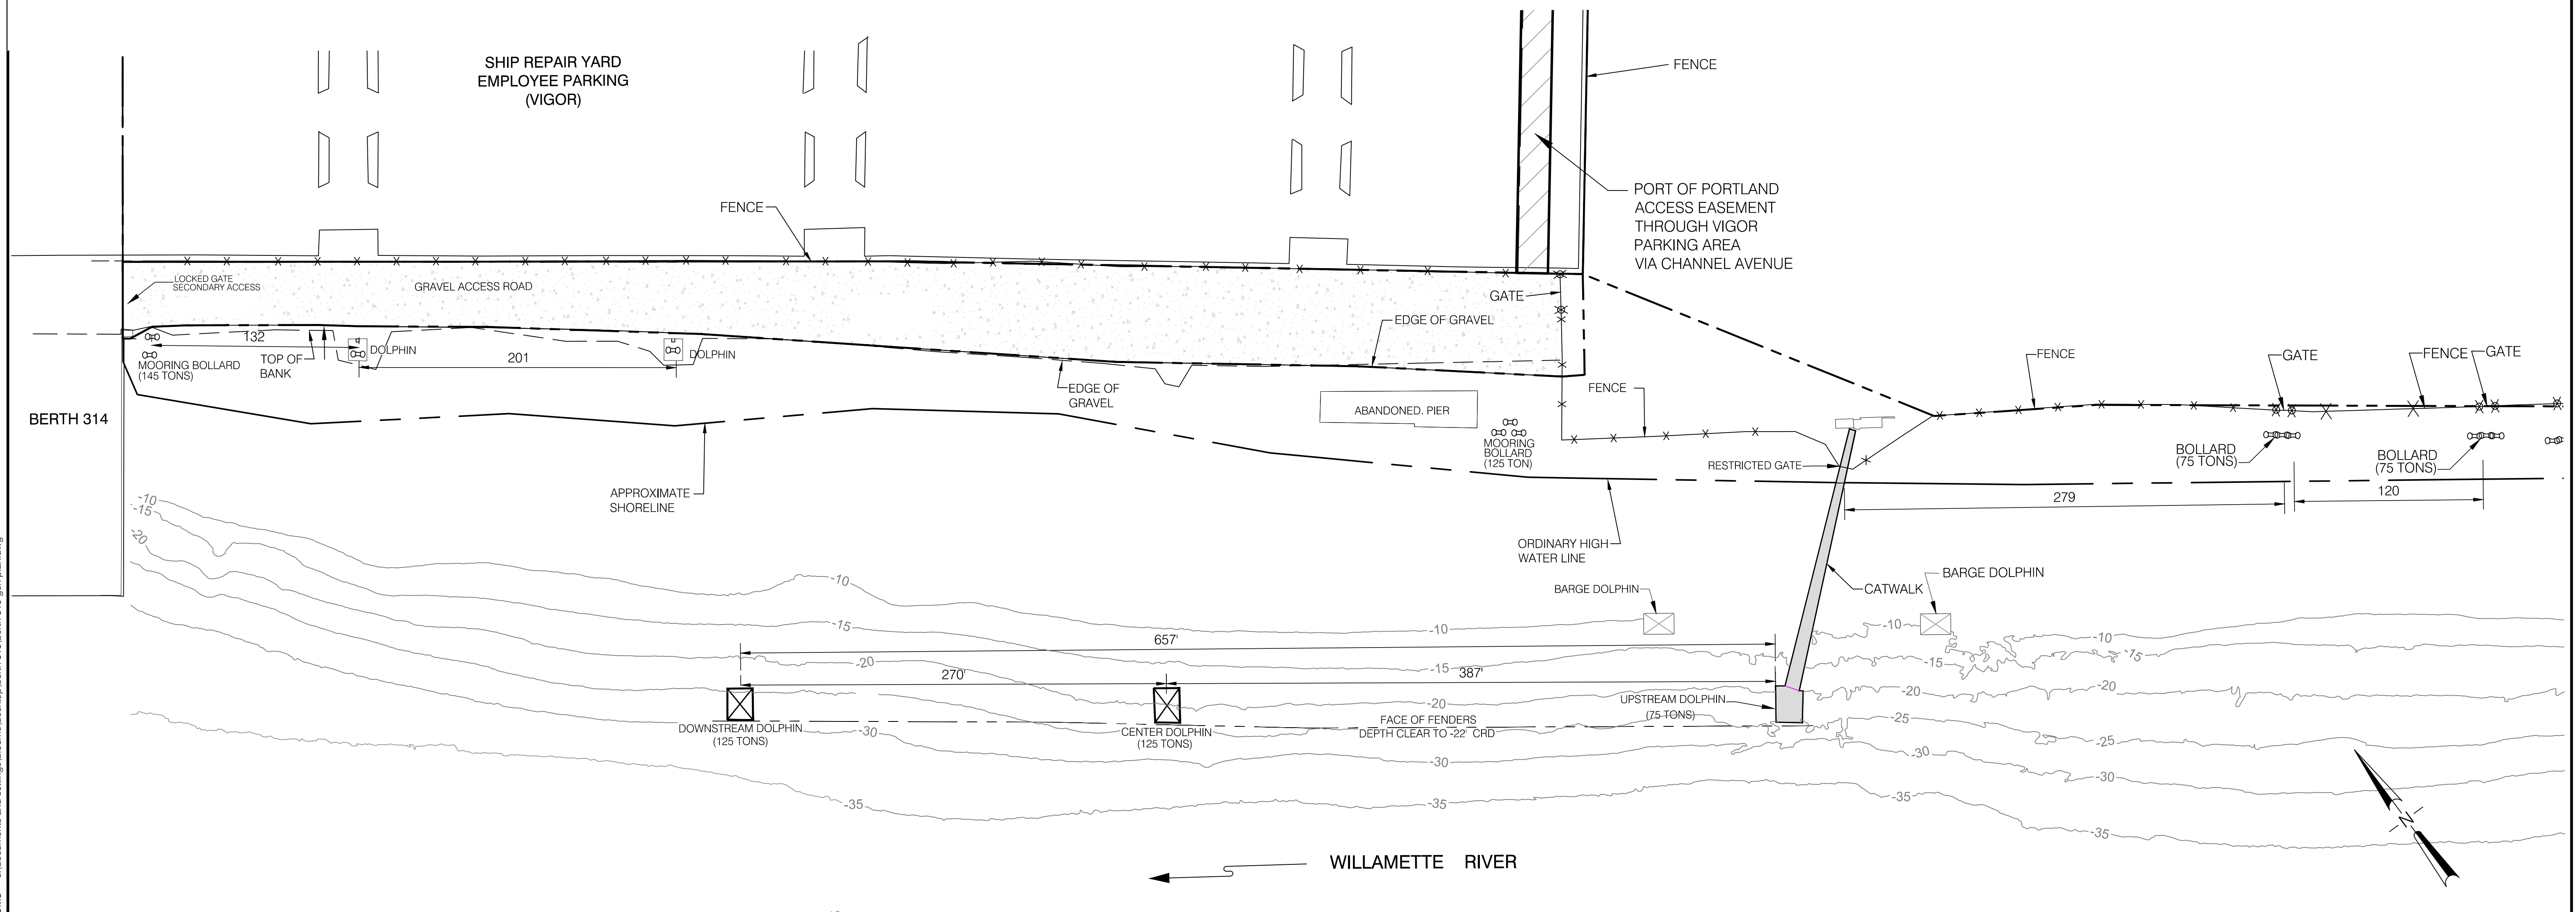 SHIP REPAIR YARD
EMPLOYEE PARKING
(VIGOR)
FENCE
PORT OF PORTLAND
ACCESS EASEMENT
THROUGH VIGOR
PARKING AREA
VIA CHANNEL AVENUE
FENCE
LOCKED GATE
SECONDARY ACCESS
GRAVEL ACCESS ROAD
GATE
EDGE OF GRAVEL
132
TOP OF
BANK
MOORING BOLLARD
(145 TONS)
DOLPHIN
201
DOLPHIN
EDGE OF
GRAVEL
ABANDONED. PIER
FENCE
MOORING
BOLLARD
(125 TON)
RESTRICTED GATE
FENCE
GATE
FENCE
GATE
BOLLARD
(75 TONS)
BOLLARD
(75 TONS)
279
120
BERTH 314
APPROXIMATE
SHORELINE
ORDINARY HIGH
WATER LINE
-10
-15
-20
-10
-15
-20
BARGE DOLPHIN
CATWALK
BARGE DOLPHIN
-10
-10
-10
657'
-15
-15
-15
270'
387'
-20
-20
-20
UPSTREAM DOLPHIN
(75 TONS)
DOWNSTREAM DOLPHIN
(125 TONS)
CENTER DOLPHIN
(125 TONS)
FACE OF FENDERS
DEPTH CLEAR TO -22' CRD
-25
-25
-30
-30
-30
-30
-35
-35
-35
-35
N
WILLAMETTE RIVER